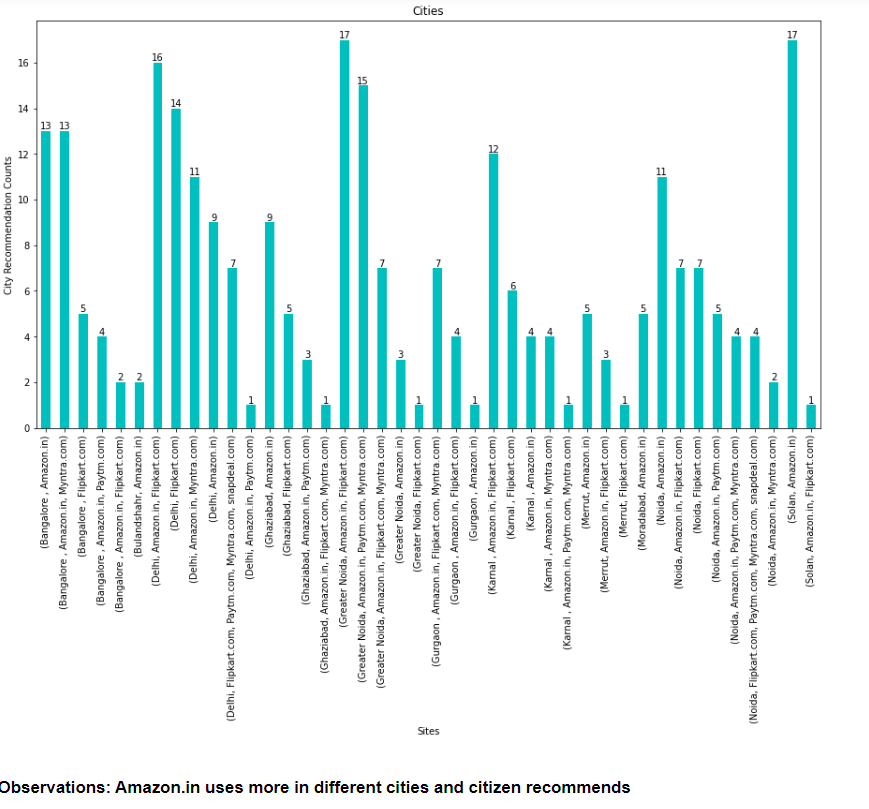 Cities
17
17
16
15
14
13
13
12
11
11
9
9
7
7
7
7
7
6
5
5
5
5
5
4
4
4
4
4
4
3
3
3
2
2
2
1
1
1
1
1
1
1
1
16
14
12
10
8
6
4
2
0
City Recommendation Counts
(Bangalore , Amazon.in)
(Bangalore , Amazon.in, Myntra.com)
(Bangalore , Flipkart.com)
(Bangalore , Amazon.in, Paytm.com)
(Bangalore , Amazon.in, Flipkart.com)
(Bulandshahr, Amazon.in)
(Delhi, Amazon.in, Flipkart.com)
(Delhi, Flipkart.com)
(Delhi, Amazon.in, Myntra.com)
(Delhi, Amazon.in)
(Delhi, Flipkart.com, Paytm.com, Myntra.com, snapdeal.com)
(Delhi, Amazon.in, Paytm.com)
(Ghaziabad, Amazon.in)
(Ghaziabad, Flipkart.com)
(Ghaziabad, Amazon.in, Paytm.com)
(Ghaziabad, Amazon.in, Flipkart.com, Myntra.com)
(Greater Noida, Amazon.in, Flipkart.com)
(Greater Noida, Amazon.in, Paytm.com, Myntra.com)
(Greater Noida, Amazon.in, Flipkart.com, Myntra.com)
(Greater Noida, Amazon.in)
(Greater Noida, Flipkart.com)
(Gurgaon , Amazon.in, Flipkart.com, Myntra.com)
(Gurgaon , Amazon.in, Flipkart.com)
(Gurgaon , Amazon.in)
(Karnal , Amazon.in, Flipkart.com)
(Karnal , Flipkart.com)
(Karnal , Amazon.in)
(Karnal , Amazon.in, Myntra.com)
(Karnal , Amazon.in, Paytm.com, Myntra.com)
(Merrut, Amazon.in)
(Merrut, Amazon.in, Flipkart.com)
(Merrut, Flipkart.com)
(Moradabad, Amazon.in)
(Noida, Amazon.in)
(Noida, Amazon.in, Flipkart.com)
(Noida, Flipkart.com)
(Noida, Amazon.in, Paytm.com)
(Noida, Amazon.in, Paytm.com, Myntra.com)
(Noida, Flipkart.com, Paytm.com, Myntra.com, snapdeal.com)
(Noida, Amazon.in, Myntra.com)
(Solan, Amazon.in)
(Solan, Amazon.in, Flipkart.com)
Sites
Observations: Amazon.in uses more in different cities and citizen recommends